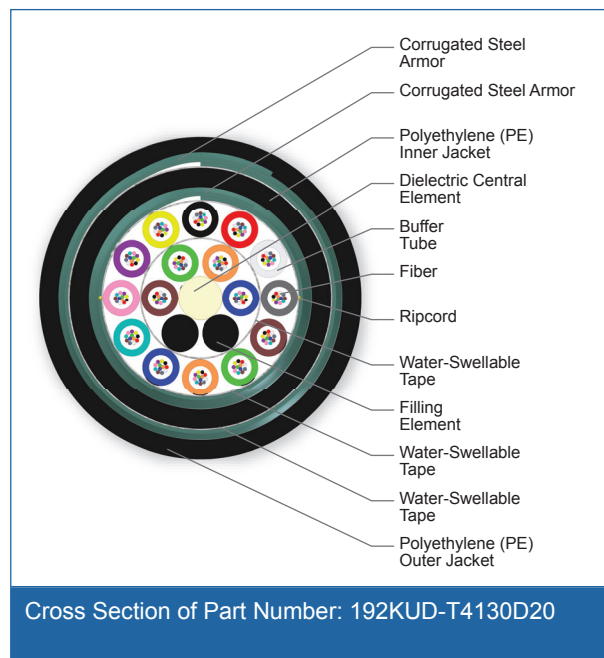 Corrugated Steel
Armor
Corrugated Steel Armor
Polyethylene (PE)
Inner Jacket
Dielectric Central
Element
Buffer
Tube
Fiber
Ripcord
Water-Swellable
Tape
Filling
Element
Water-Swellable
Tape
Water-Swellable
Tape
Polyethylene (PE)
Outer Jacket
Cross Section of Part Number: 192KUD-T4130D20